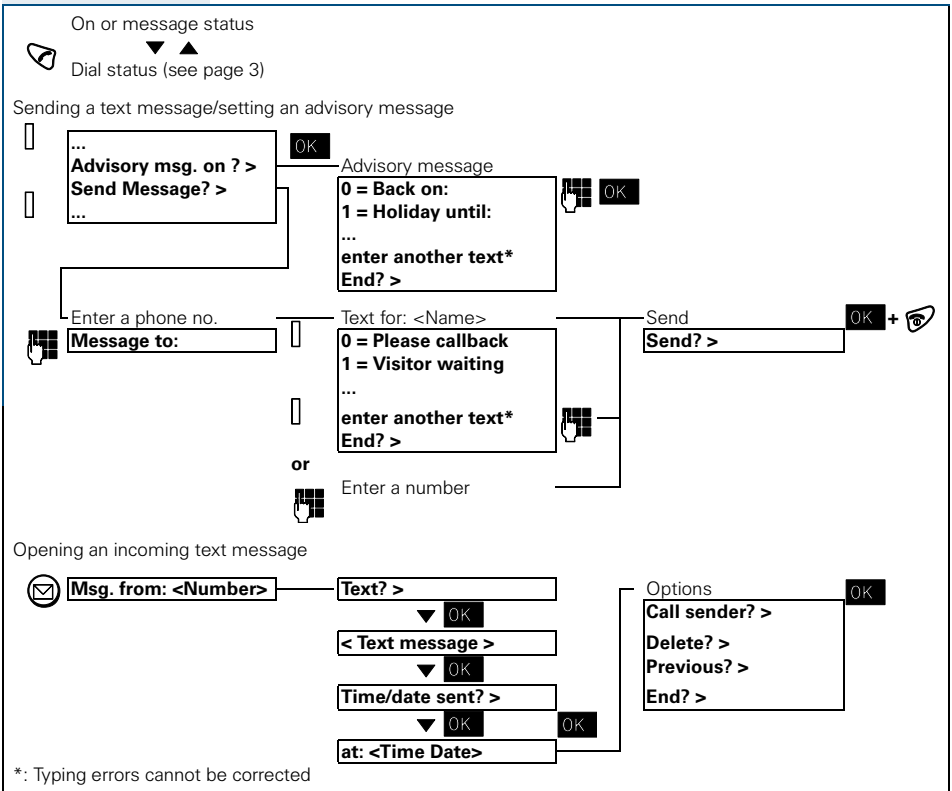 On or message status
Dial status (see page 3)
Sending a text message/setting an advisory message
...
Advisory msg. on ? >
Send Message? >
...
OK
Advisory message
0 = Back on:
1 = Holiday until:
...
enter another text*
End? >
OK
Enter a phone no.
Message to:
Text for: <Name>
0 = Please callback
1 = Visitor waiting
...
enter another text*
End? >
or
Enter a number
Send
Send? >
OK +
Opening an incoming text message
Msg. from: <Number>
Text? >
OK
< Text message >
OK
Time/date sent? >
OK
at: <Time Date>
OK
Options
Call sender? >
Delete? >
Previous? >
End? >
OK
*: Typing errors cannot be corrected